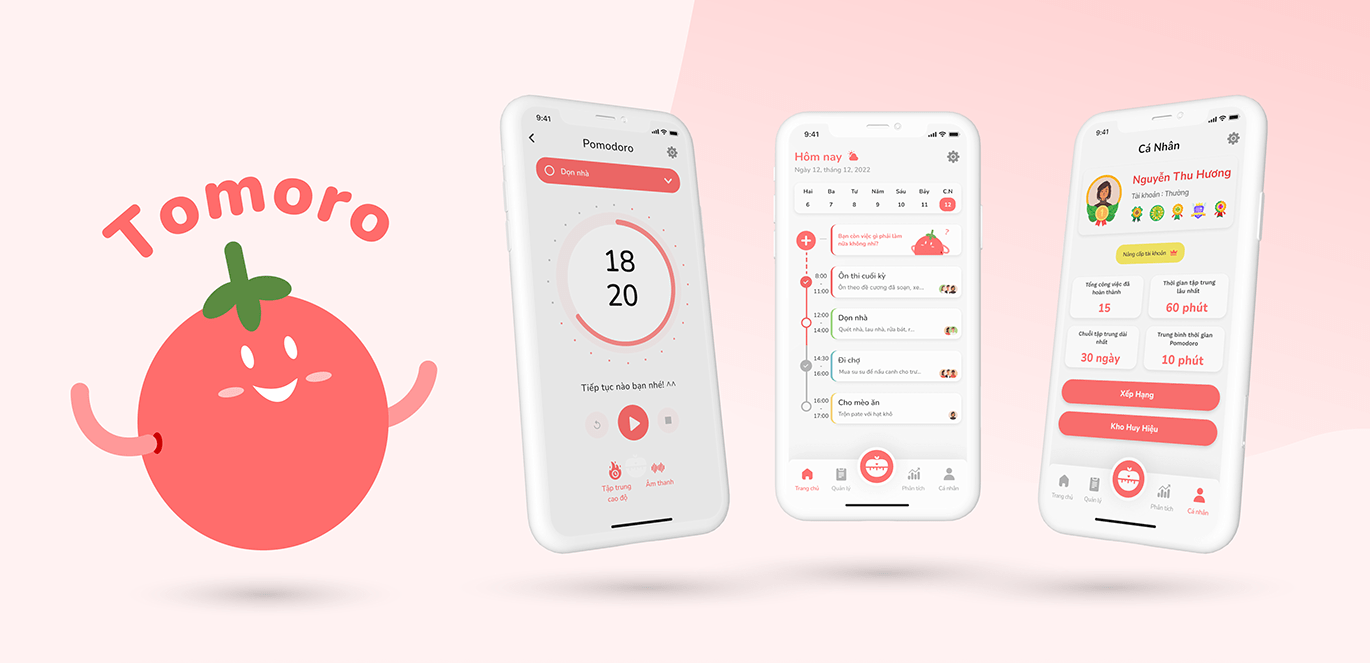 Tomoro
9:41
Pomodoro
Dọn nhà
18
20
Tiếp tục nào bạn nhé! ^^
Tập trung
cao độ
Âm thanh
9:41
Hôm nay
Ngày 12, tháng 12, 2022
Hai Ba Tư Năm Sáu Bảy C.N
6 7 8 9 10 11 12
Bạn còn việc gì phải làm
nữa không nhỉ?
?
8:00
-
11:00
Ôn thi cuối kỳ
Ôn theo đề cương đã soạn, xe...
12:00
-
14:00
Dọn nhà
Quét nhà, lau nhà, rửa bát, r...
14:30
-
16:00
Đi chợ
Mua su su để nấu canh cho trự...
16:00
-
17:00
Cho mèo ăn
Trộn pate với hạt khô
Trang chủ
Quản lý
Phân tích
Cá nhân
9:41
Cá Nhân
Nguyễn Thu Hương
Tài khoản : Thường
Nâng cấp tài khoản
Tổng công việc đã
hoàn thành
15
Thời gian tập trung
lâu nhất
60 phút
Chuỗi tập trung dài
nhất
30 ngày
Trung bình thời gian
Pomodoro
10 phút
Xếp Hạng
Kho Huy Hiệu
Trang chủ
Quản lý
Phân tích
Cá nhân